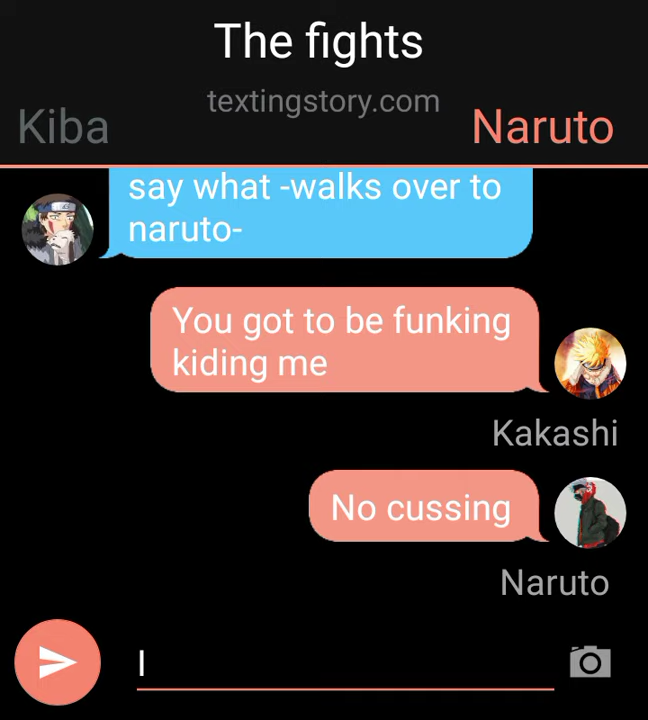 The fights
textingstory.com
Kiba
Naruto
say what -walks over to
naruto-
You got to be funking
kiding me
Kakashi
No cussing
Naruto
I